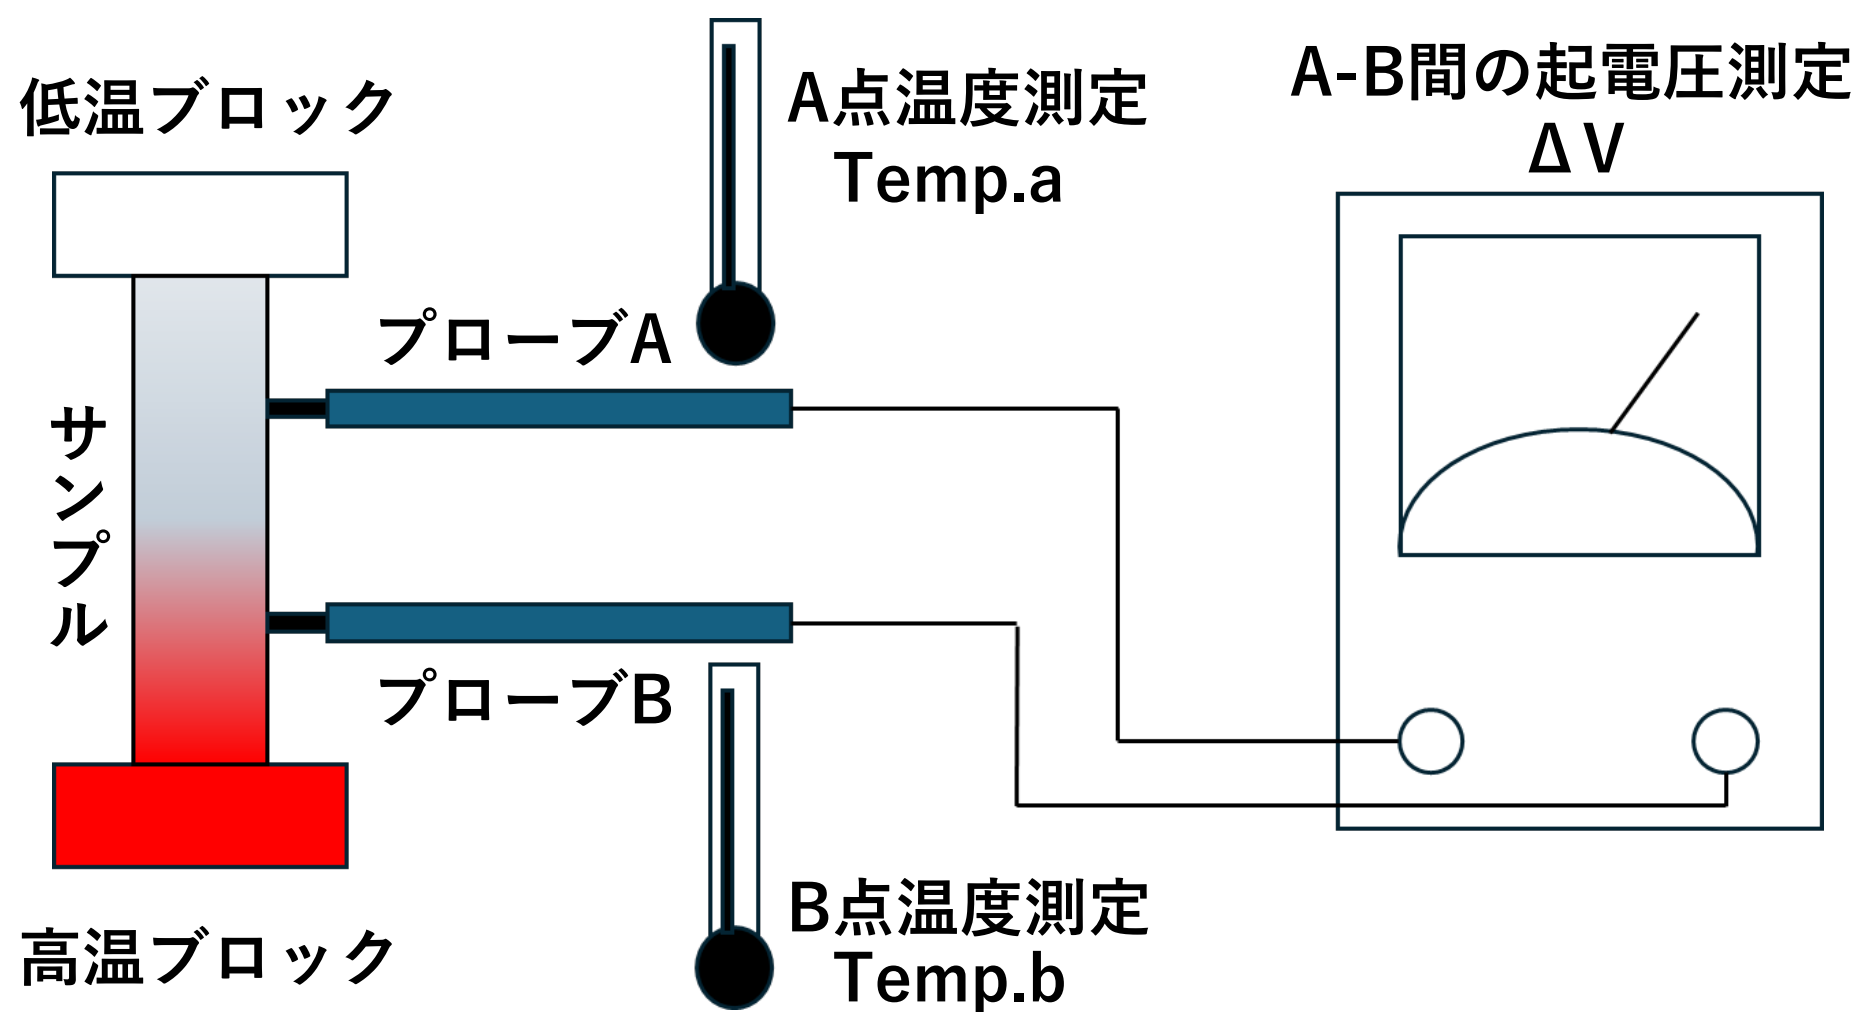 低温ブロック
A点温度測定
Temp.a
A-B間の起電圧測定
ΔV
プローブA
サンプル
プローブB
B点温度測定
Temp.b
高温ブロック